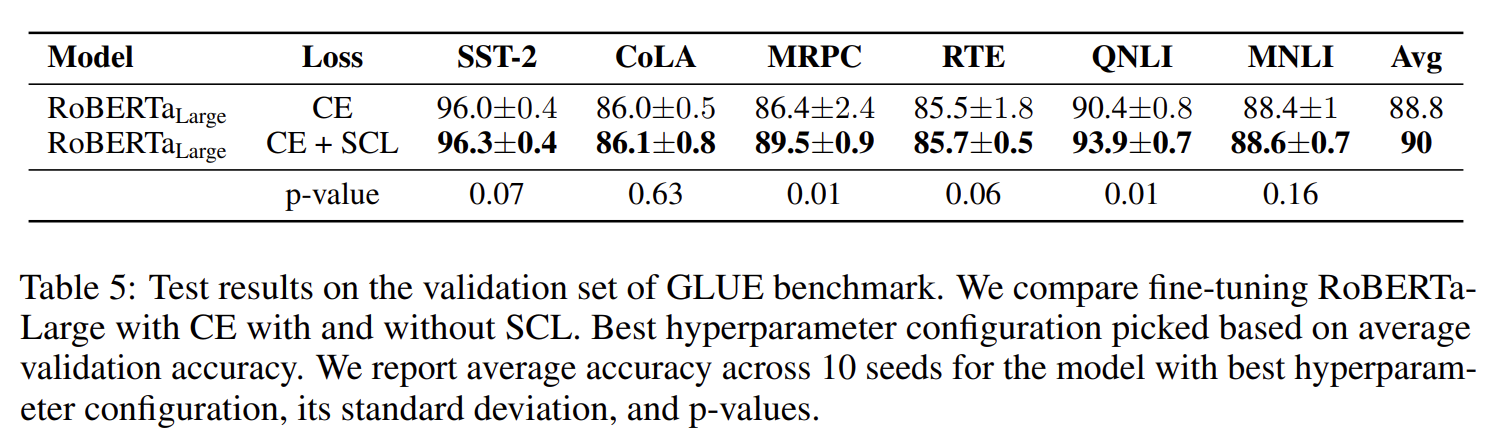 Model Loss SST-2 CoLA MRPC RTE QNLI MNLI Avg
RoBERTaLarge CE 96.0±0.4 86.0±0.5 86.4±2.4 85.5±1.8 90.4±0.8 88.4±1 88.8
RoBERTaLarge CE + SCL 96.3±0.4 86.1±0.8 89.5±0.9 85.7±0.5 93.9±0.7 88.6±0.7 90
p-value 0.07 0.63 0.01 0.06 0.01 0.16
Table 5: Test results on the validation set of GLUE benchmark. We compare fine-tuning RoBERTa-
Large with CE with and without SCL. Best hyperparameter configuration picked based on average
validation accuracy. We report average accuracy across 10 seeds for the model with best hyperparam-
eter configuration, its standard deviation, and p-values.